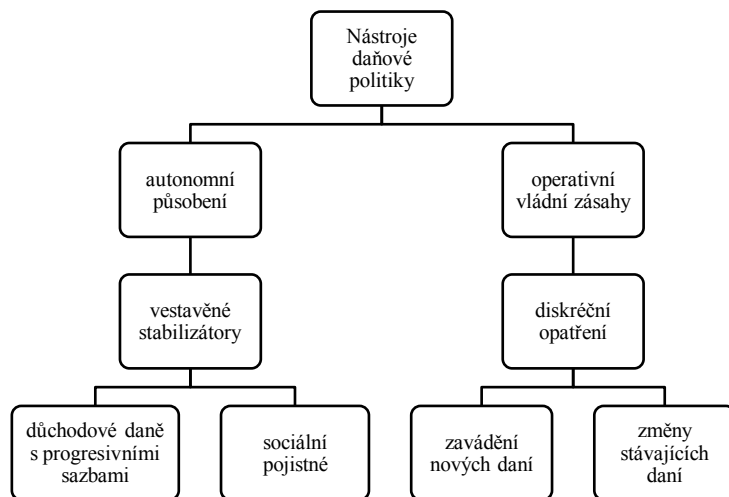 Nástroje
daňové
politiky
autonomní
působení
operativní
vládní zásahy
vestavěné
stabilizátory
diskréční
opatření
důchodové daně
s progresivními
sazbami
sociální
pojistné
zavádění
nových daní
změny
stávajících
daní